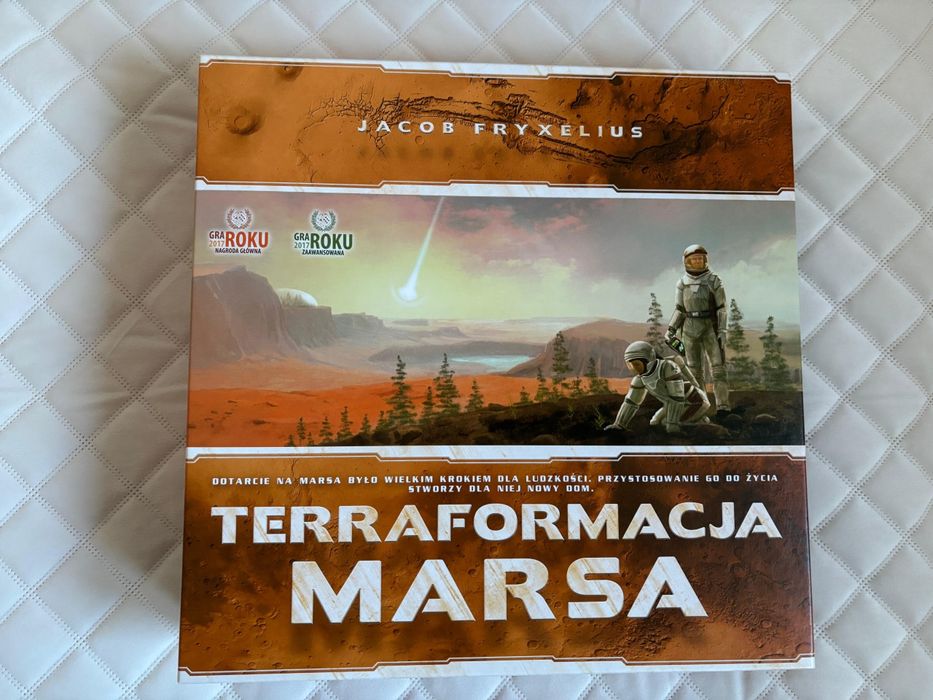 JACOB FRYXELIUS
GRA 2017 ROKU
NAGRODA GŁÓWNA
GRA 2017 ROKU
ZAAWANSOWANA
DOTARCIE NA MARSA BYŁO WIELKIM KROKIEM DLA LUDZKOŚCI. PRZYSTOSOWANIE GO DO ŻYCIA
STWORZY DLA NIEJ NOWY DOM.
TERRAFORMACJA
MARSA